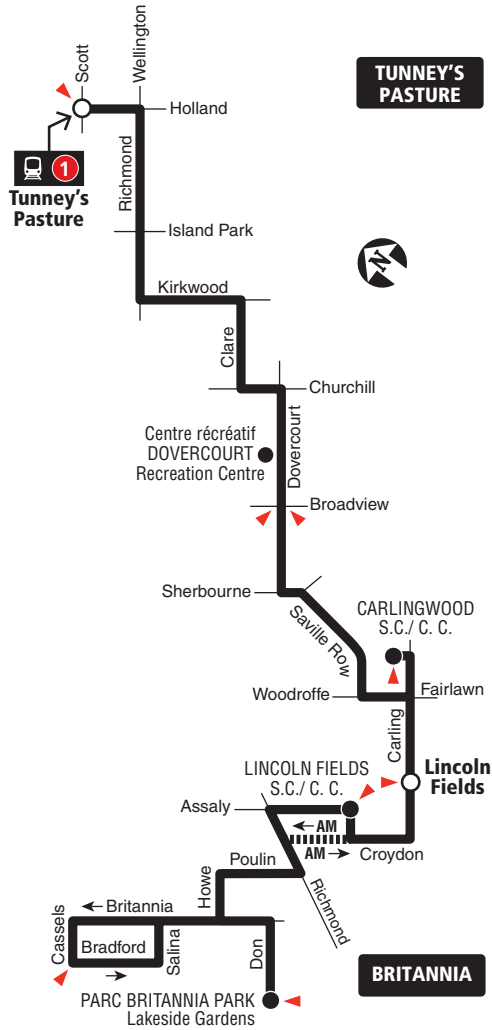 Scott
Wellington
TUNNEY'S
PASTURE
Holland
1
Tunney's
Pasture
Richmond
Island Park
N
Kirkwood
Clare
Churchill
Centre récréatif
DOVERCOURT
Recreation Centre
Dovercourt
Broadview
Sherbourne
Saville Row
CARLINGWOOD
S.C./ C. C.
Woodroffe
Fairlawn
Carling
LINCOLN FIELDS
S.C./ C. C.
Lincoln
Fields
Assaly
AM
AM
Croydon
Poulin
Howe
Richmond
Britannia
Cassels
Bradford
Salina
Don
BRITANNIA
PARC BRITANNIA PARK
Lakeside Gardens